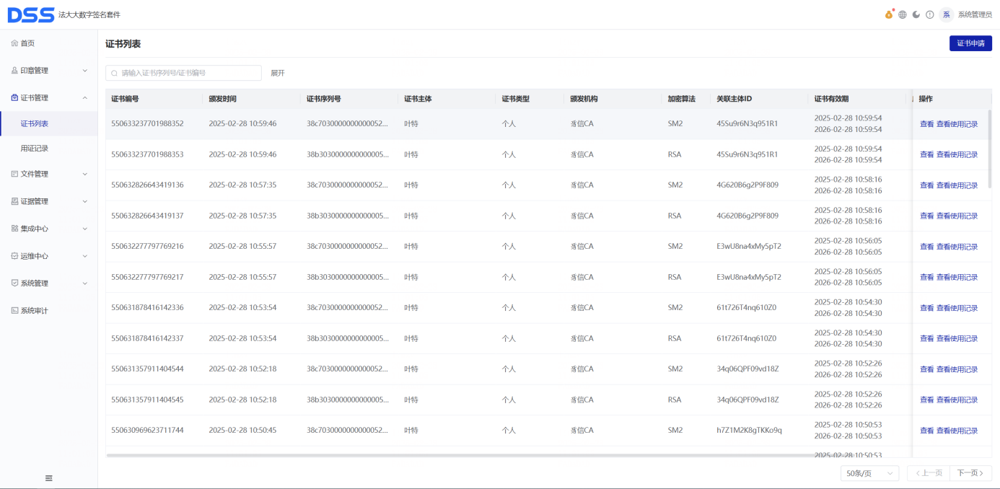 DSS 法大大数字签名套件
系 系统管理员
首页
印章管理
证书管理
证书列表
用证记录
文件管理
证据管理
集成中心
运维中心
系统管理
系统审计
证书列表
证书申请
请输入证书序列号/证书编号 展开
证书编号 颁发时间 证书序列号 证书主体 证书类型 颁发机构 加密算法 关联主体ID 证书有效期 操作
550633237701988352 2025-02-28 10:59:46 38c7030000000000052... 叶特 个人 信CA SM2 45Su9r6N3q951R1 2025-02-28 10:59:54 查看 查看使用记录
2026-02-28 10:59:54
550633237701988353 2025-02-28 10:59:46 38b3030000000000005... 叶特 个人 信CA RSA 45Su9r6N3q951R1 2025-02-28 10:59:54 查看 查看使用记录
2026-02-28 10:59:54
550632826643419136 2025-02-28 10:57:35 38c7030000000000052... 叶特 个人 信CA SM2 4G620B6g2P9F809 2025-02-28 10:58:16 查看 查看使用记录
2026-02-28 10:58:16
550632826643419137 2025-02-28 10:57:35 38b3030000000000005... 叶特 个人 信CA RSA 4G620B6g2P9F809 2025-02-28 10:58:16 查看 查看使用记录
2026-02-28 10:58:16
550632277797769216 2025-02-28 10:55:57 38c7030000000000052... 叶特 个人 信CA SM2 E3wU8na4xMy5pT2 2025-02-28 10:56:05 查看 查看使用记录
2026-02-28 10:56:05
550632277797769217 2025-02-28 10:55:57 38b3030000000000005... 叶特 个人 信CA RSA E3wU8na4xMy5pT2 2025-02-28 10:56:05 查看 查看使用记录
2026-02-28 10:56:05
550631878416142336 2025-02-28 10:53:54 38c7030000000000052... 叶特 个人 信CA SM2 61t726T4nq610Z0 2025-02-28 10:54:30 查看 查看使用记录
2026-02-28 10:54:30
550631878416142337 2025-02-28 10:53:54 38b3030000000000005... 叶特 个人 信CA RSA 61t726T4nq610Z0 2025-02-28 10:54:30 查看 查看使用记录
2026-02-28 10:54:30
550631357911404544 2025-02-28 10:52:18 38c7030000000000052... 叶特 个人 信CA SM2 34q06QPF09vd18Z 2025-02-28 10:52:26 查看 查看使用记录
2026-02-28 10:52:26
550631357911404545 2025-02-28 10:52:18 38b3030000000000005... 叶特 个人 信CA RSA 34q06QPF09vd18Z 2025-02-28 10:52:26 查看 查看使用记录
2026-02-28 10:52:26
550630969623711744 2025-02-28 10:50:45 38c7030000000000052... 叶特 个人 信CA SM2 h7Z1M2K8gTKKo9q 2025-02-28 10:50:53 查看 查看使用记录
2026-02-28 10:50:53
2025-02-28 10:50:53
50条/页 上一页 下一页